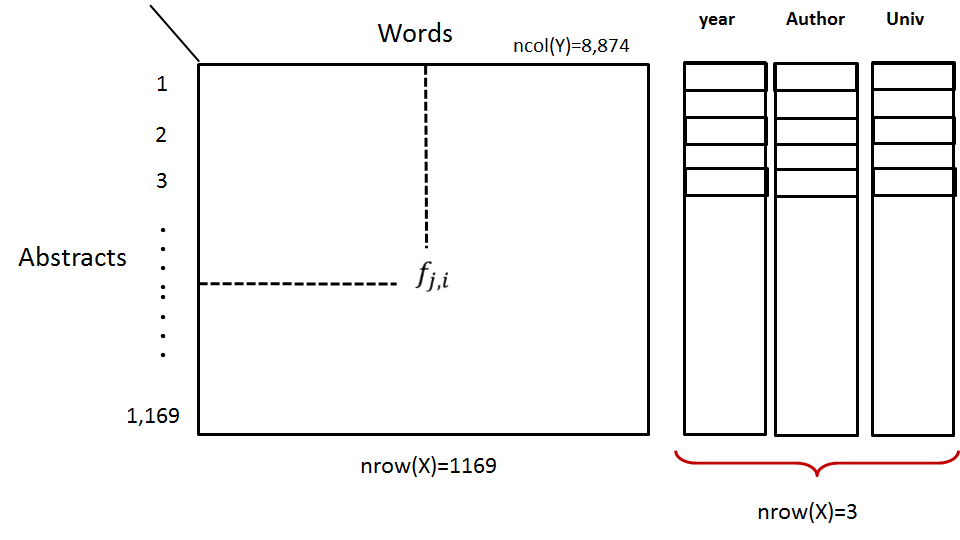 Words
ncol(Y)=8,874
year
Author
Univ
1
2
3
Abstracts
1,169
f_{j,i}
nrow(X)=1169
nrow(X)=3